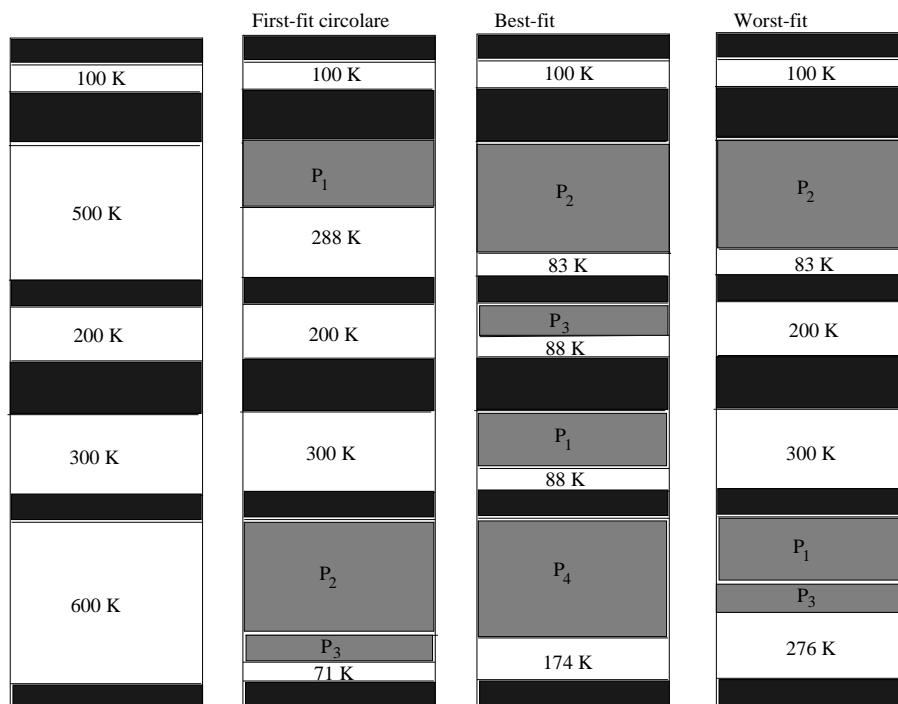 First-fit circolare
Best-fit
Worst-fit
100 K
500 K
200 K
300 K
600 K
100 K
P1
288 K
200 K
300 K
P2
P3
71 K
100 K
P2
83 K
P3
88 K
P1
88 K
P4
174 K
100 K
P2
83 K
200 K
300 K
P1
P3
276 K